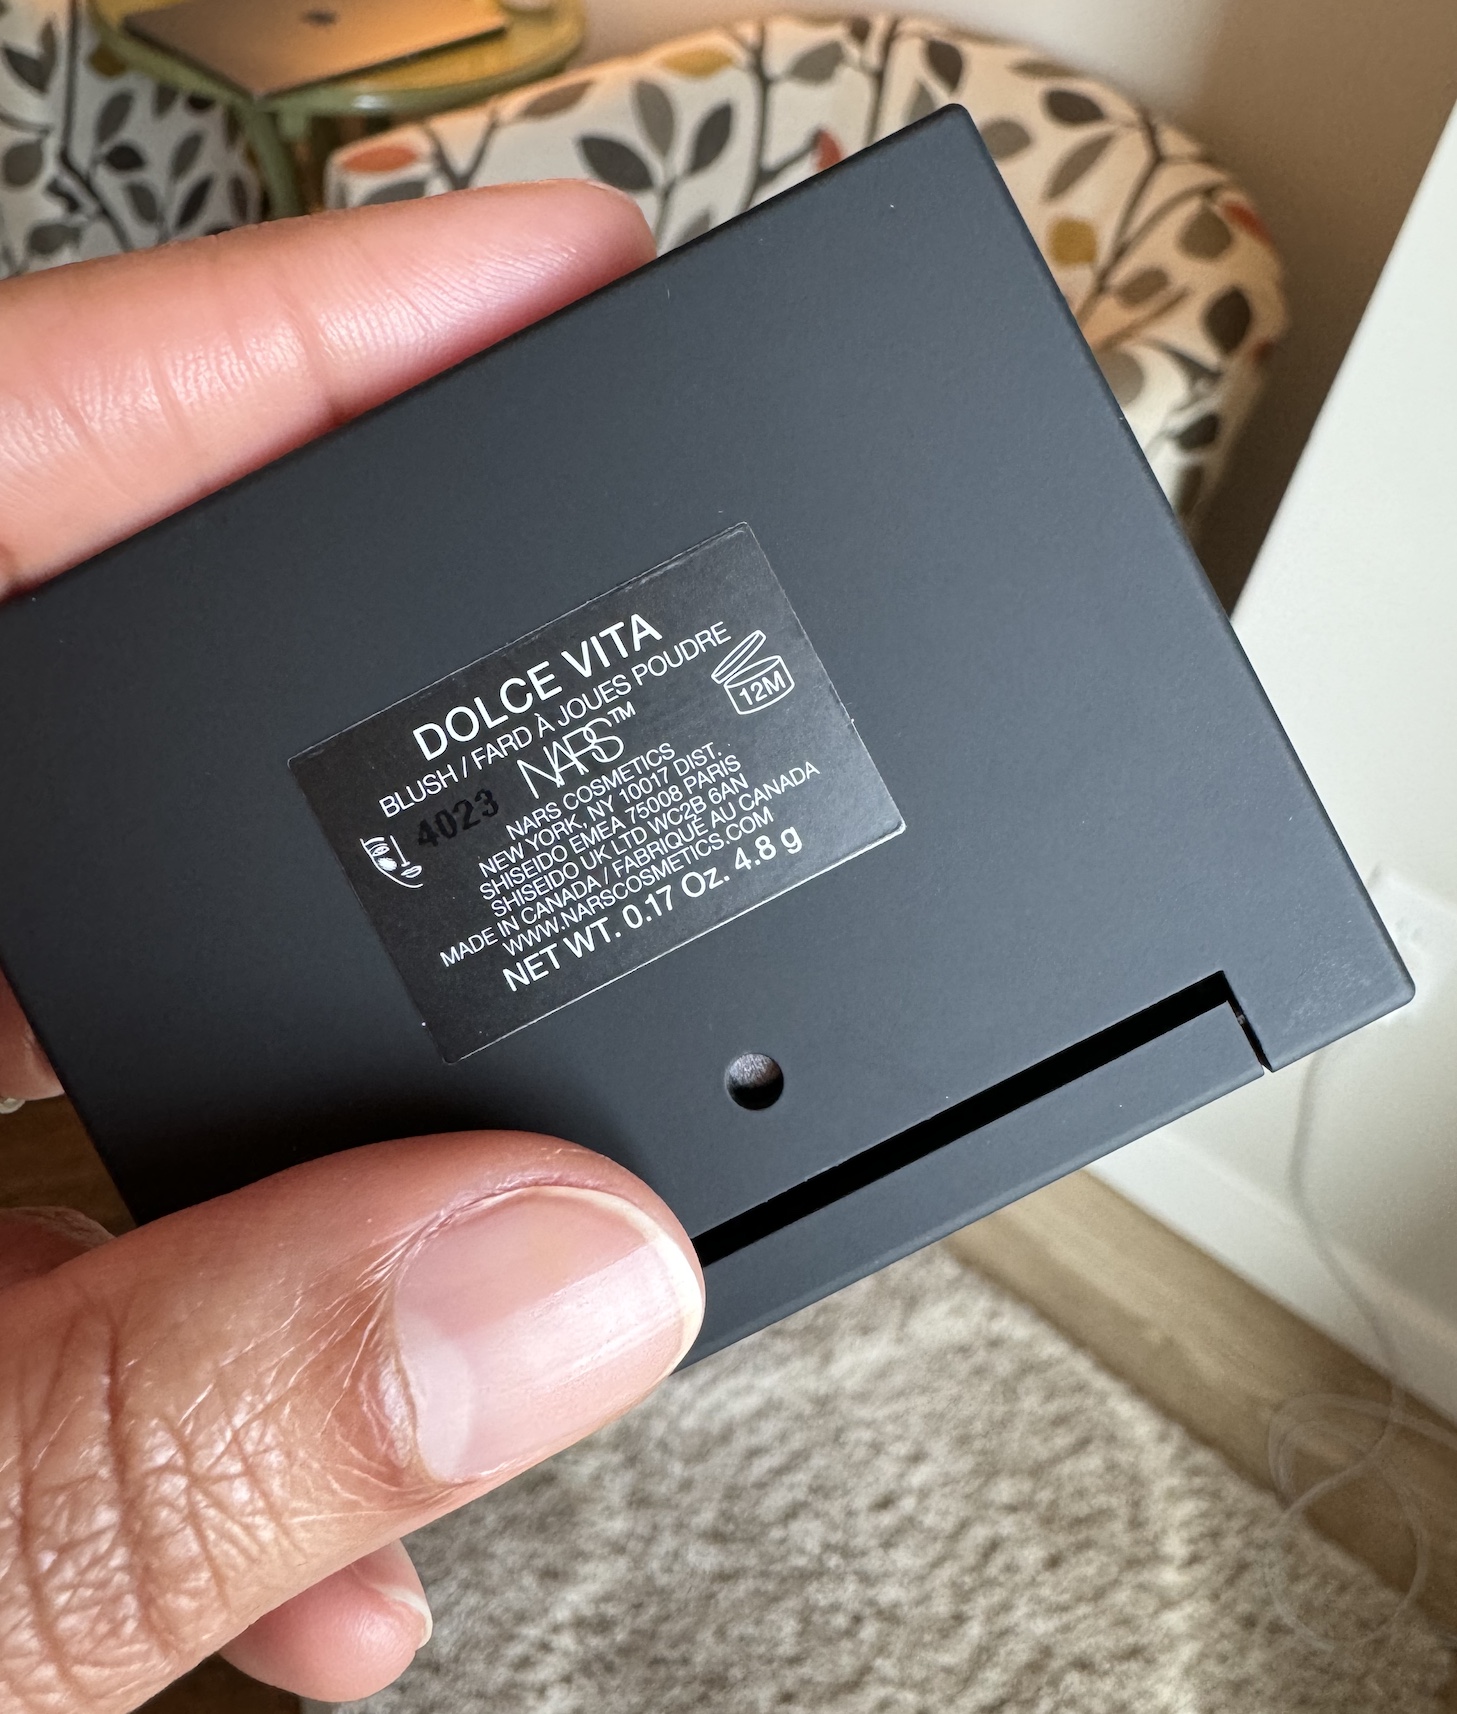 DOLCE VITA
BLUSH / FARD À JOUES POUDRE
NARS™
12M
4023
NARS COSMETICS
NEW YORK, NY 10017 DIST.
SHISEIDO EMEA 75008 PARIS
SHISEIDO UK LTD WC2B 6AN
MADE IN CANADA / FABRIQUÉ AU CANADA
WWW.NARSCOSMETICS.COM
NET WT. 0.17 Oz. 4.8 g